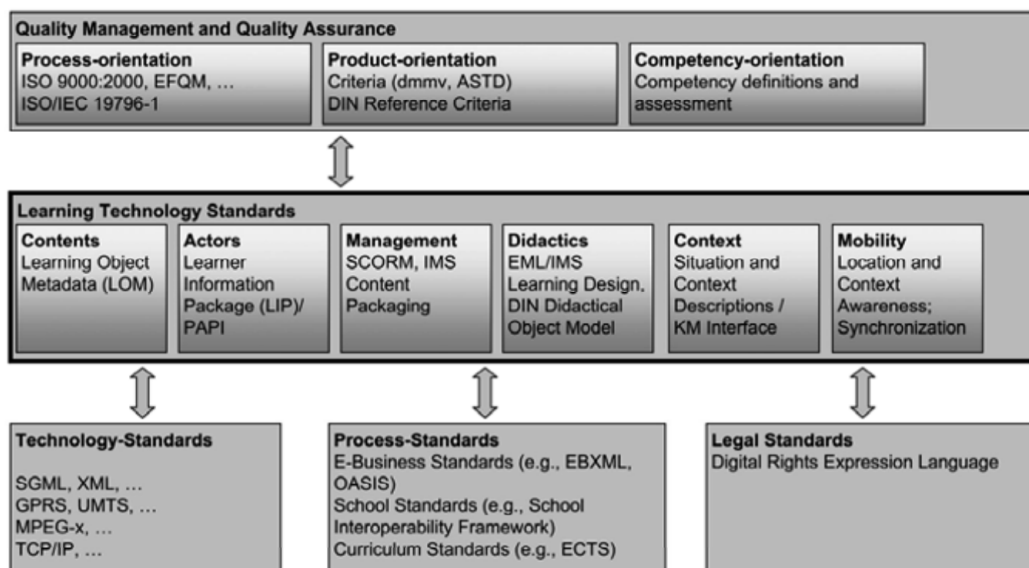 Quality Management and Quality Assurance
Process-orientation
ISO 9000:2000, EFQM, …
ISO/IEC 19796-1
Product-orientation
Criteria (dmmv, ASTD)
DIN Reference Criteria
Competency-orientation
Competency definitions and
assessment
Learning Technology Standards
Contents
Learning Object
Metadata (LOM)
Actors
Learner
Information
Package (LIP)/
PAPI
Management
SCORM, IMS
Content
Packaging
Didactics
EML/IMS
Learning Design,
DIN Didactical
Object Model
Context
Situation and
Context
Descriptions /
KM Interface
Mobility
Location and
Context
Awareness;
Synchronization
Technology-Standards
SGML, XML, …
GPRS, UMTS, …
MPEG-x, …
TCP/IP, …
Process-Standards
E-Business Standards (e.g., EBXML,
OASIS)
School Standards (e.g., School
Interoperability Framework)
Curriculum Standards (e.g., ECTS)
Legal Standards
Digital Rights Expression Language